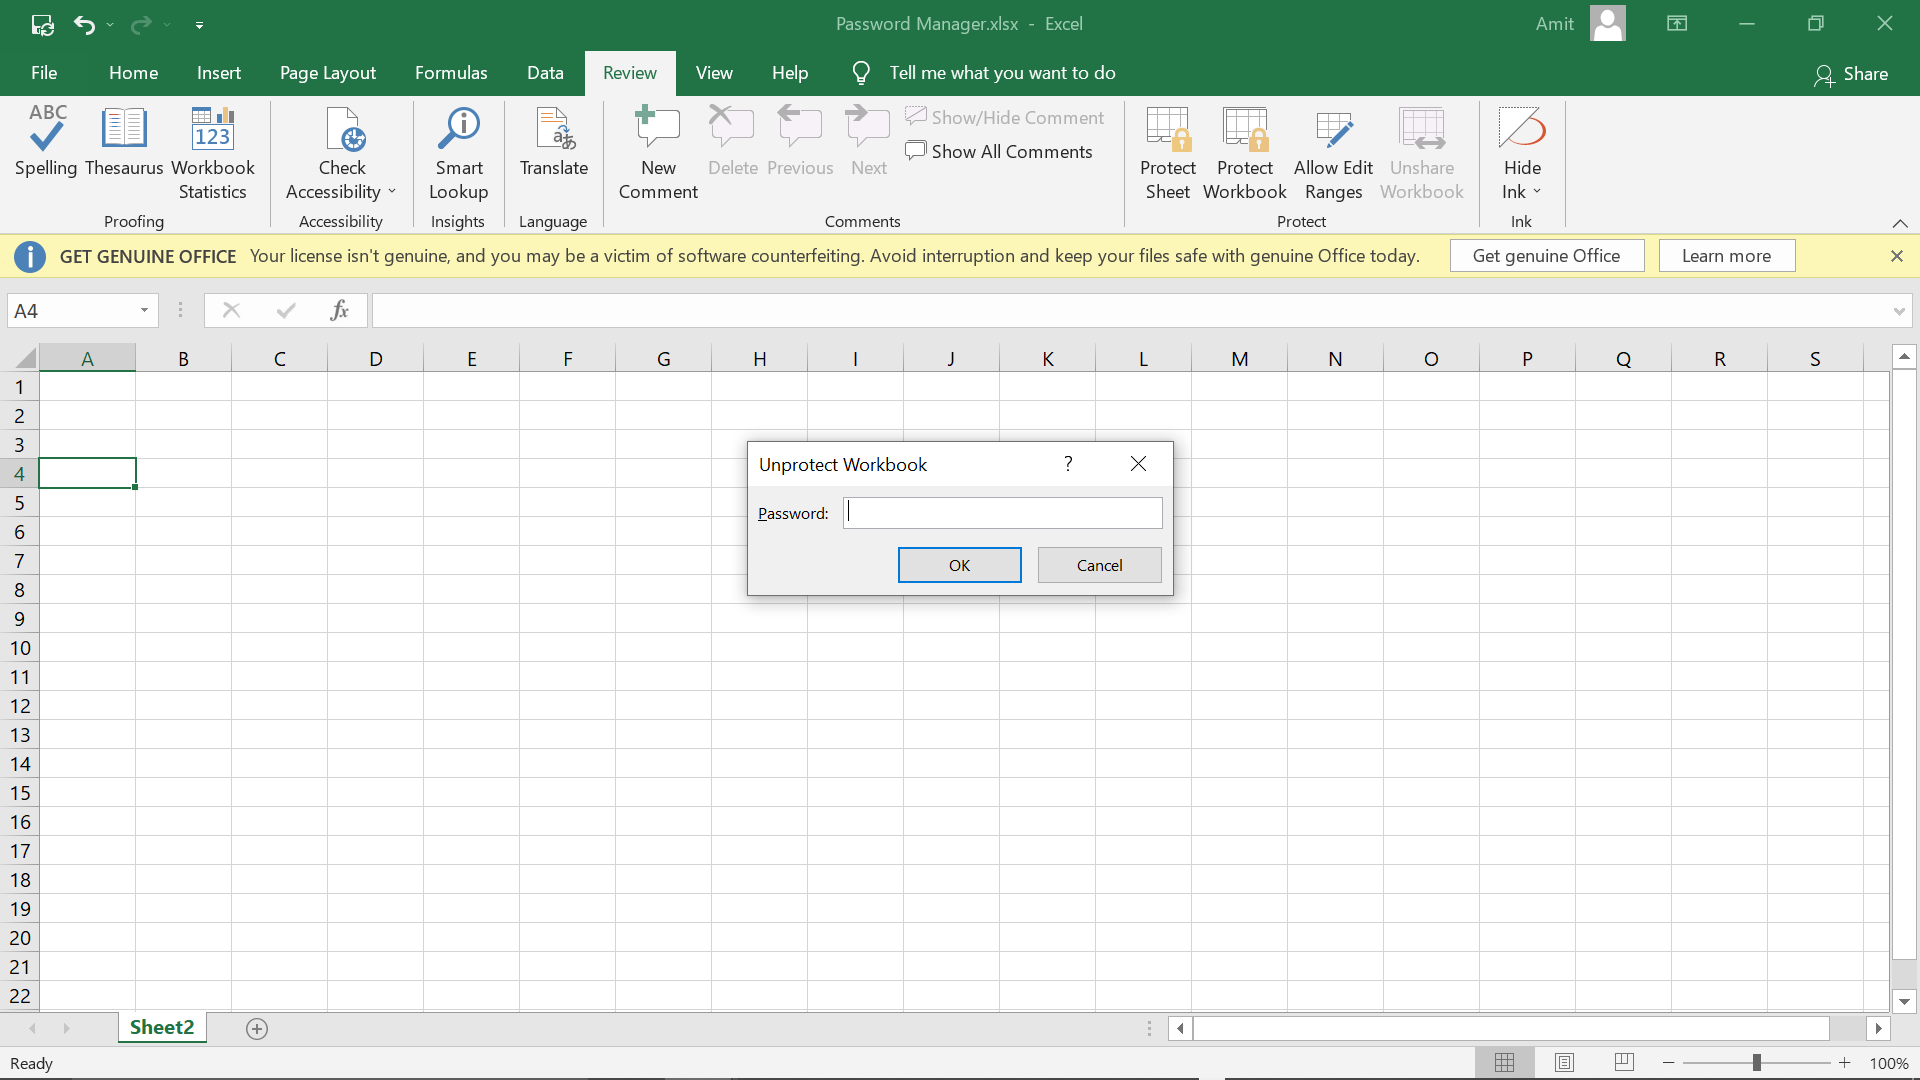 Password Manager.xlsx - Excel
Amit
File Home Insert Page Layout Formulas Data Review View Help Tell me what you want to do Share
ABC
123
Spelling
Thesaurus
Workbook
Statistics
Proofing
Check
Accessibility
Accessibility
Smart
Lookup
Insights
Translate
Language
New
Comment
Delete
Previous
Next
Show/Hide Comment
Show All Comments
Comments
Protect
Sheet
Protect
Workbook
Allow Edit
Ranges
Unshare
Workbook
Protect
Hide
Ink
Ink
GET GENUINE OFFICE Your license isn't genuine, and you may be a victim of software counterfeiting. Avoid interruption and keep your files safe with genuine Office today. Get genuine Office Learn more
A4 fx
A B C D E F G H I J K L M N O P Q R S
1
2
3
4
5
6
7
8
9
10
11
12
13
14
15
16
17
18
19
20
21
22
Unprotect Workbook ?
Password:
OK Cancel
Sheet2
Ready
100%